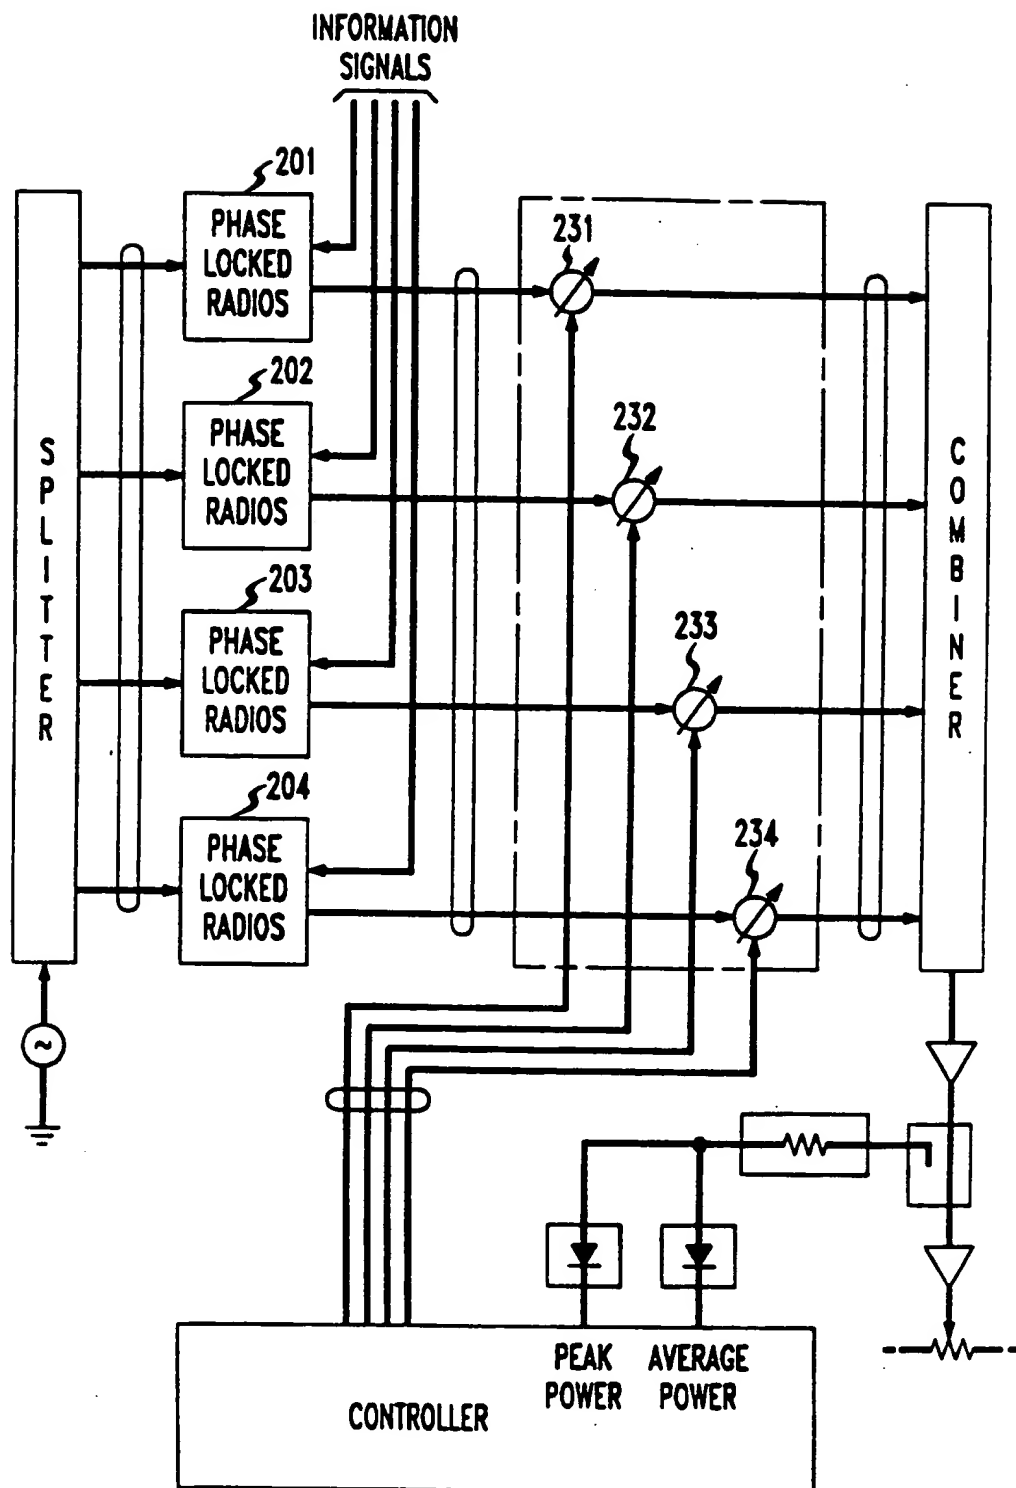 INFORMATION
SIGNALS
201
PHASE
LOCKED
RADIOS
202
PHASE
LOCKED
RADIOS
203
PHASE
LOCKED
RADIOS
204
PHASE
LOCKED
RADIOS
SPLITTER
231
232
233
234
COMBINER
~
PEAK
POWER
AVERAGE
POWER
CONTROLLER